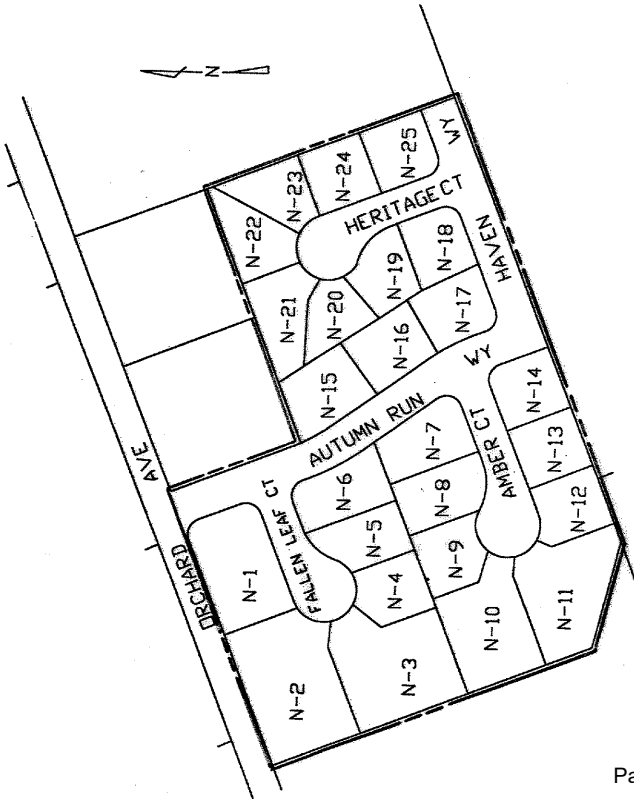 N
ORCHARD
AVE
FALLEN LEAF CT
AUTUMN RUN
WY
AMBER CT
HERITAGE CT
HAVEN
WY
N-1
N-2
N-3
N-4
N-5
N-6
N-7
N-8
N-9
N-10
N-11
N-12
N-13
N-14
N-15
N-16
N-17
N-18
N-19
N-20
N-21
N-22
N-23
N-24
N-25
Pa